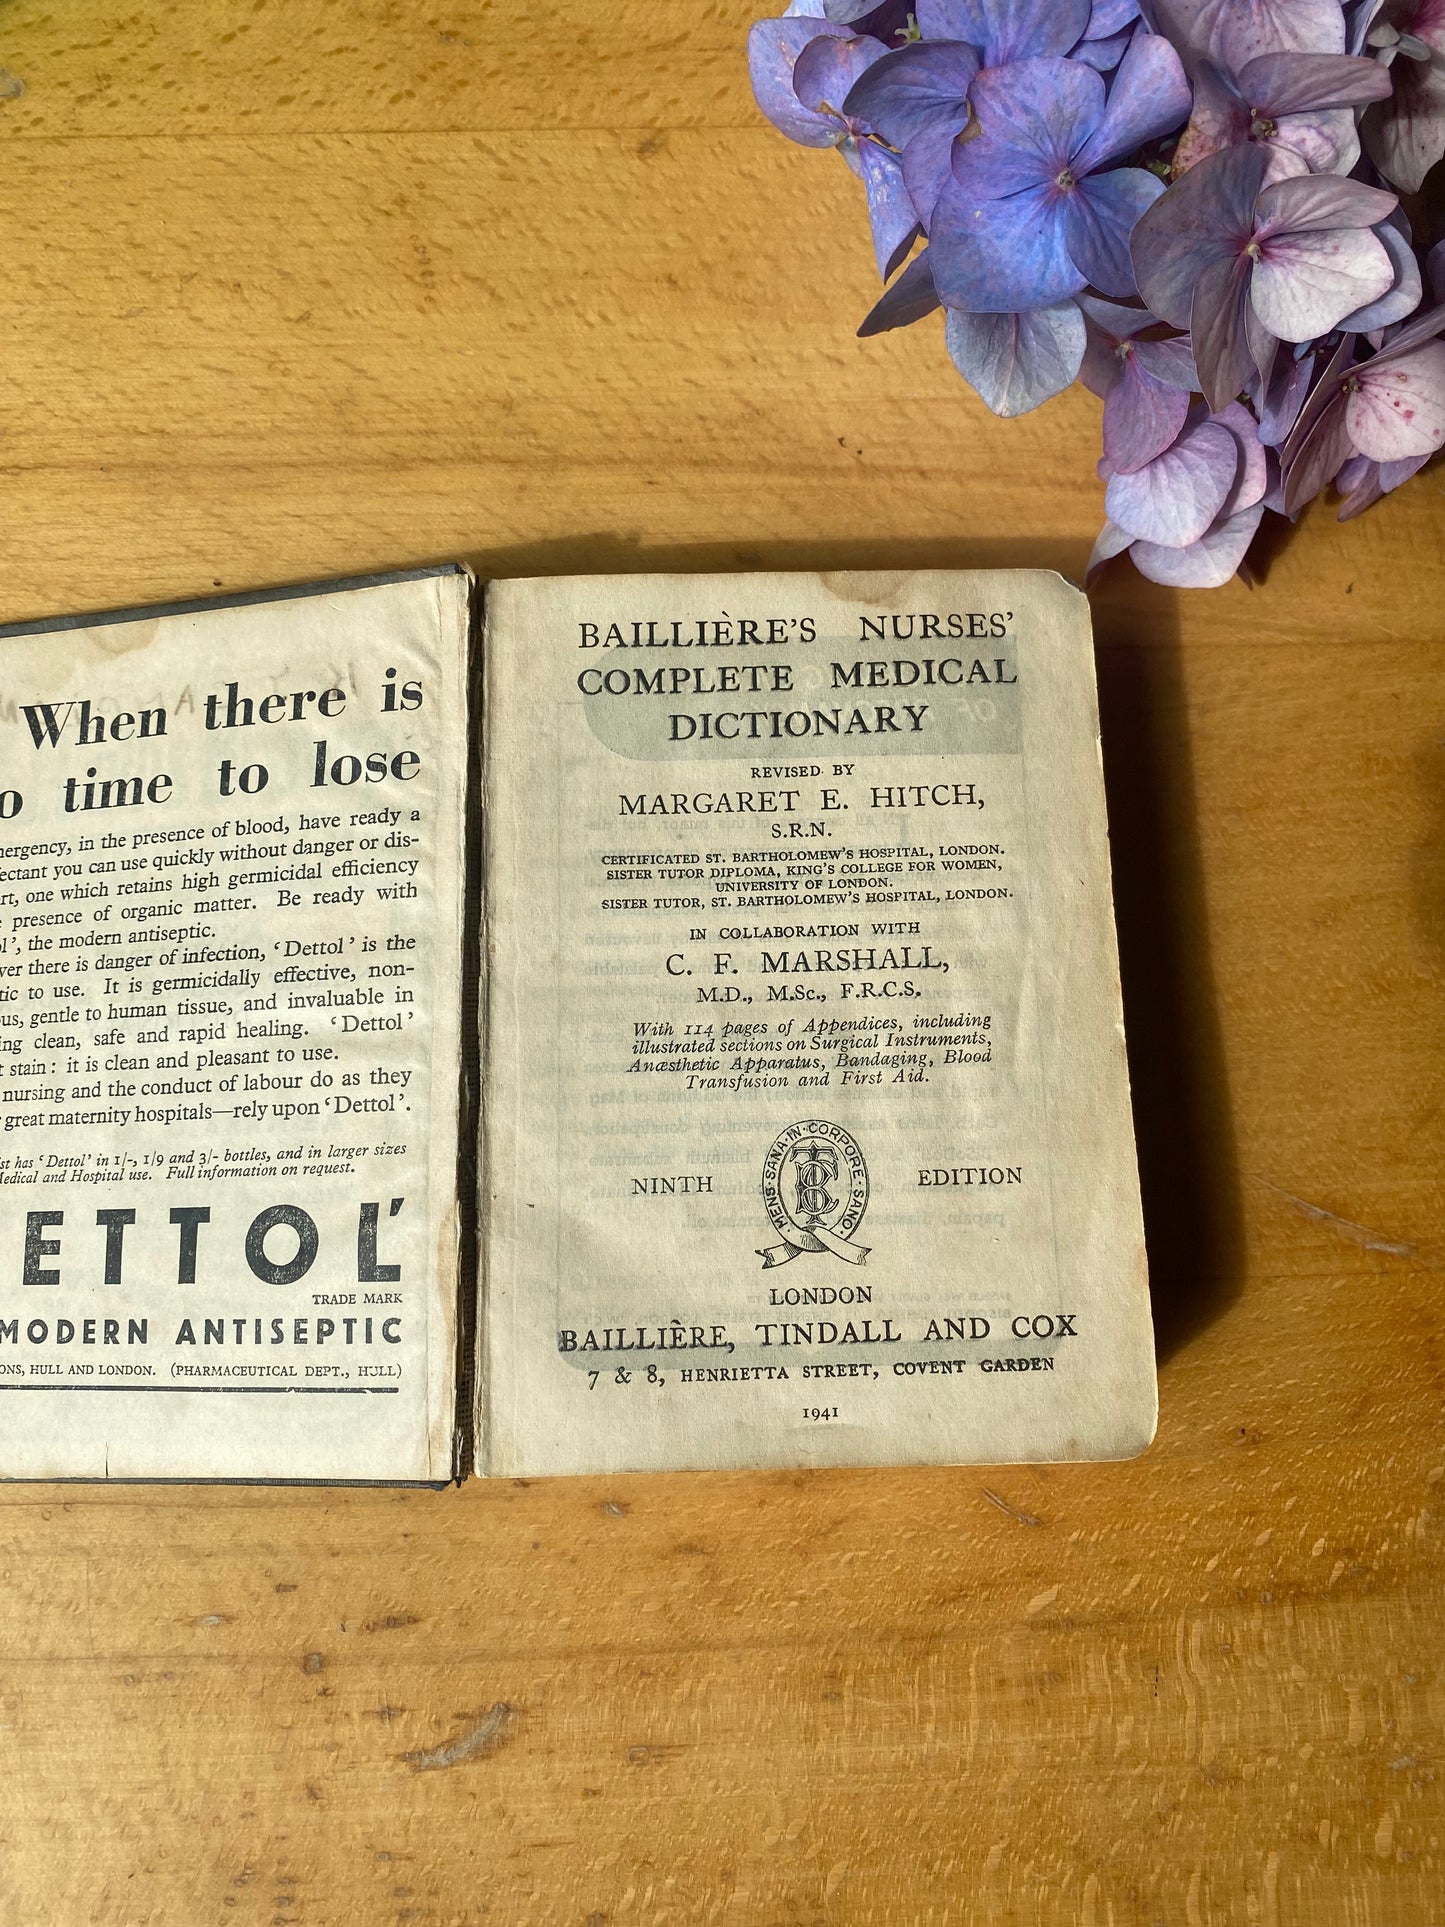 When there is
time to lose
in the presence of blood, have ready a
you can use quickly without danger or dis-
one which retains high germicidal efficiency
presence of organic matter. Be ready with
the modern antiseptic.
there is danger of infection, ‘Dettol’ is the
to use. It is germicidally effective, non-
gentle to human tissue, and invaluable in
clean, safe and rapid healing. ‘Dettol’
stain: it is clean and pleasant to use.
nursing and the conduct of labour do as they
great maternity hospitals—rely upon ‘Dettol’.
has ‘Dettol’ in 1/-, 1/9 and 3/- bottles, and in larger sizes
Medical and Hospital use. Full information on request.
ETTOL’
TRADE MARK
MODERN ANTISEPTIC
ONS, HULL AND LONDON. (PHARMACEUTICAL DEPT., HULL)
BAILLIÈRE'S NURSES'
COMPLETE MEDICAL
DICTIONARY
REVISED BY
MARGARET E. HITCH,
S.R.N.
CERTIFICATED ST. BARTHOLOMEW'S HOSPITAL, LONDON.
SISTER TUTOR DIPLOMA, KING'S COLLEGE FOR WOMEN,
UNIVERSITY OF LONDON.
SISTER TUTOR, ST. BARTHOLOMEW'S HOSPITAL, LONDON.
IN COLLABORATION WITH
C. F. MARSHALL,
M.D., M.Sc., F.R.C.S.
With 114 pages of Appendices, including
illustrated sections on Surgical Instruments,
Anæsthetic Apparatus, Bandaging, Blood
Transfusion and First Aid.
MENS·SANA·IN·CORPORE·SANO·
NINTH EDITION
LONDON
BAILLIÈRE, TINDALL AND COX
7 & 8, HENRIETTA STREET, COVENT GARDEN
1941